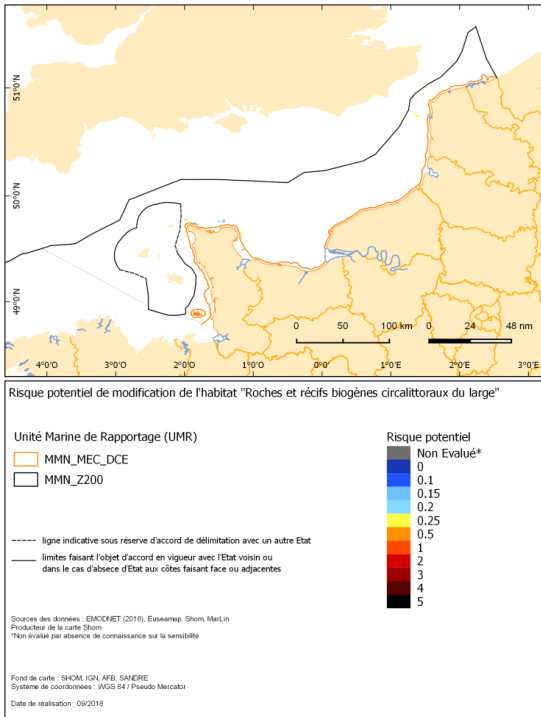 51°0'N
50°0'N
49°0'N
0 50 100 km 0 24 48 nm
4°0'O 3°0'O 2°0'O 1°0'O 0°0 1°0'E 2°0'E 3°0'E
Risque potentiel de modification de l'habitat "Roches et récifs biogènes circalittoraux du large"
Unité Marine de Rapportage (UMR)
MMN_MEC_DCE
MMN_Z200
ligne indicative sous réserve d'accord de délimitation avec un autre Etat
limites faisant l'objet d'accord en vigueur avec l'Etat voisin ou
dans le cas d'absece d'Etat aux côtes faisant face ou adjacentes
Risque potentiel
Non Evalué*
0
0.1
0.15
0.2
0.25
0.5
1
2
3
4
5
Sources des données : EMODNET (2016), Euseamap, Shom, MarLin
Producteur de la carte Shom
*Non évalué par absence de connaissance sur la sensibilité
Fond de carte : SHOM, IGN, AFB, SANDRE
Système de coordonnées : WGS 84 / Pseudo Mercator
Date de réalisation : 09/2018